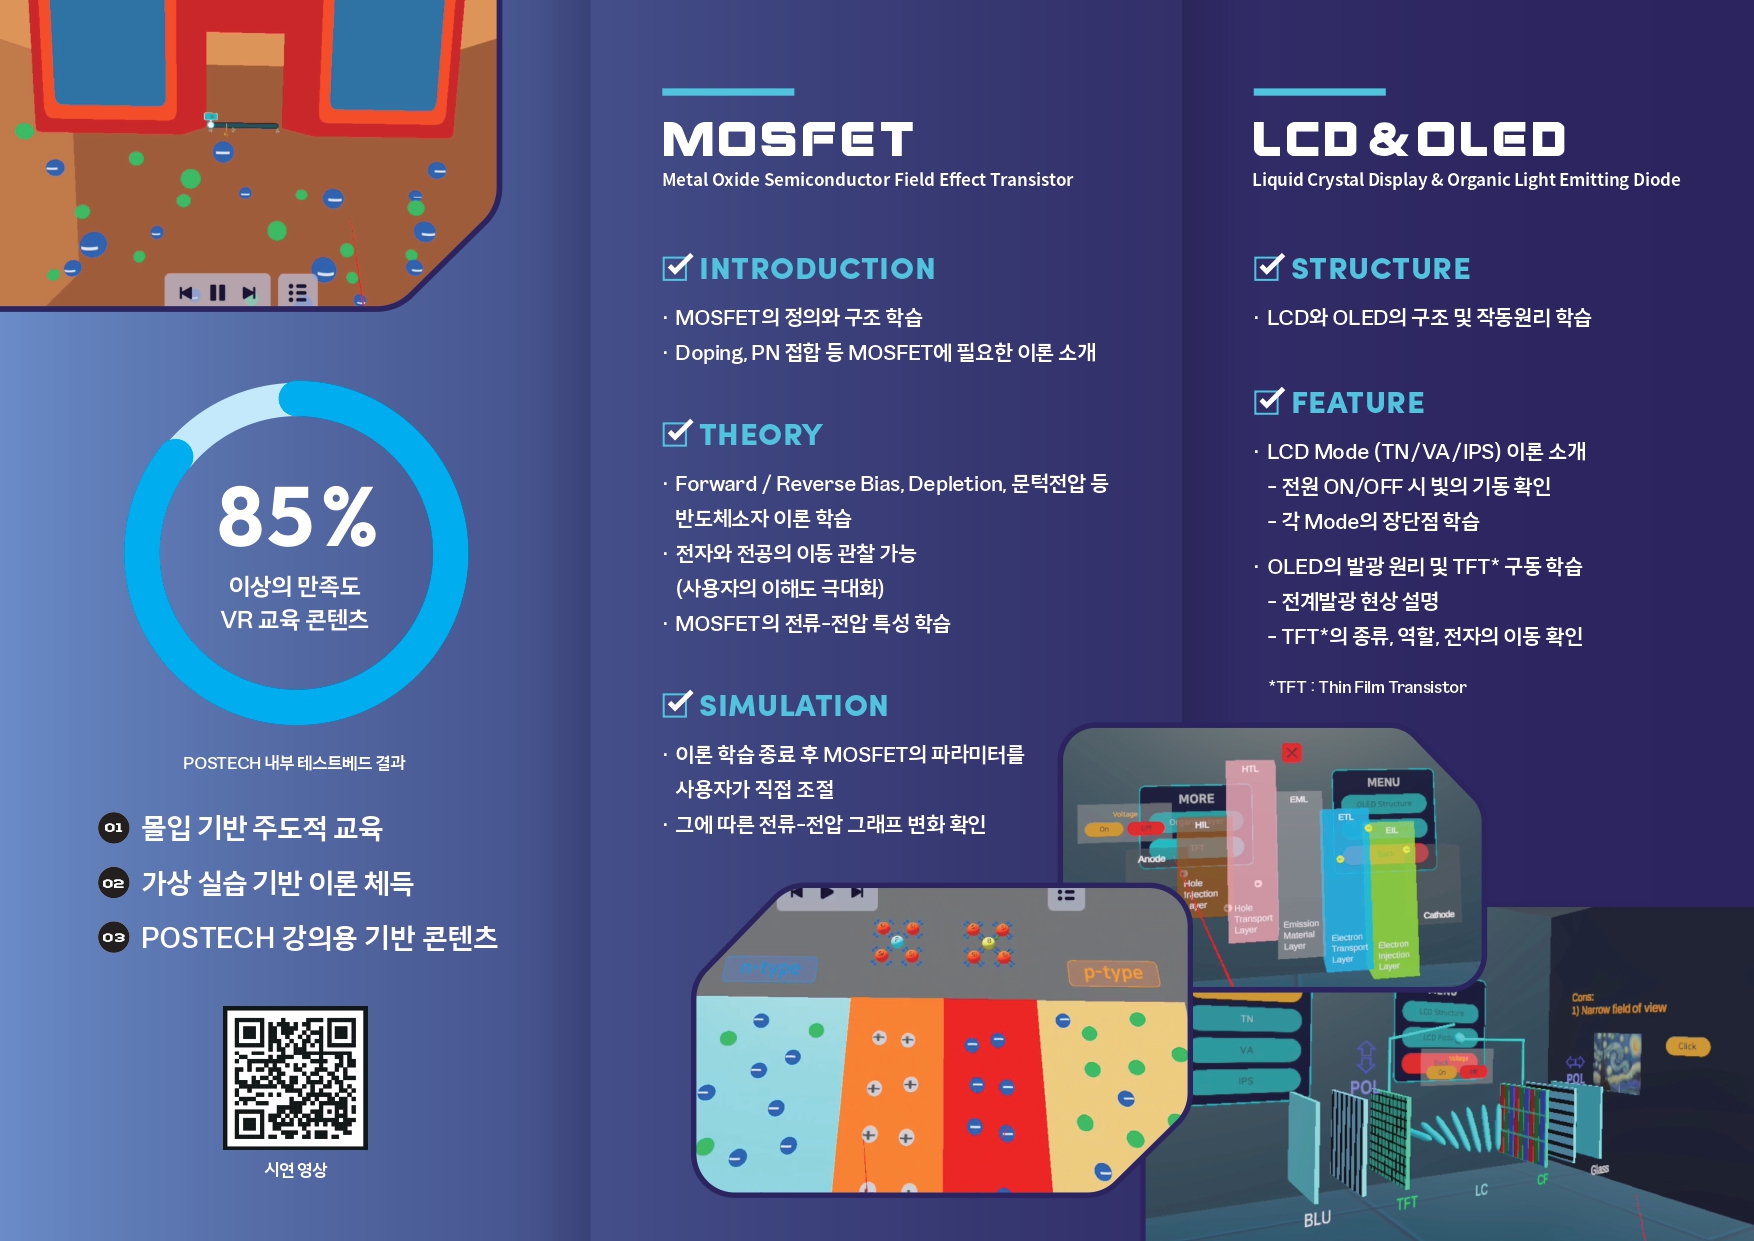 85%
이상의 만족도
VR 교육 콘텐츠
POSTECH 내부 테스트베드 결과
01 몰입 기반 주도적 교육
02 가상 실습 기반 이론 체득
03 POSTECH 강의용 기반 콘텐츠
시연 영상
MOSFET
Metal Oxide Semiconductor Field Effect Transistor
INTRODUCTION
· MOSFET의 정의와 구조 학습
· Doping, PN 접합 등 MOSFET에 필요한 이론 소개
THEORY
· Forward / Reverse Bias, Depletion, 문턱전압 등
반도체소자 이론 학습
· 전자와 전공의 이동 관찰 가능
(사용자의 이해도 극대화)
· MOSFET의 전류-전압 특성 학습
SIMULATION
· 이론 학습 종료 후 MOSFET의 파라미터를
사용자가 직접 조절
· 그에 따른 전류-전압 그래프 변화 확인
n-type
p-type
LCD & OLED
Liquid Crystal Display & Organic Light Emitting Diode
STRUCTURE
· LCD와 OLED의 구조 및 작동원리 학습
FEATURE
· LCD Mode (TN/VA/IPS) 이론 소개
- 전원 ON/OFF 시 빛의 기동 확인
- 각 Mode의 장단점 학습
· OLED의 발광 원리 및 TFT* 구동 학습
- 전계발광 현상 설명
- TFT*의 종류, 역할, 전자의 이동 확인
*TFT : Thin Film Transistor
HTL
MENU
MORE
EML
OLED Structure
Voltage
On
Off
HIL
ETL
EIL
TFT
Anode
Hole
Injection
Layer
Hole
Transport
Layer
Emission
Material
Layer
Electron
Transport
Layer
Electron
Injection
Layer
Cathode
MENU
LCD Structure
TN
VA
IPS
Voltage
On
Off
POL
POL
Cons:
1) Narrow field of view
Click
BLU
TFT
LC
CF
Glass